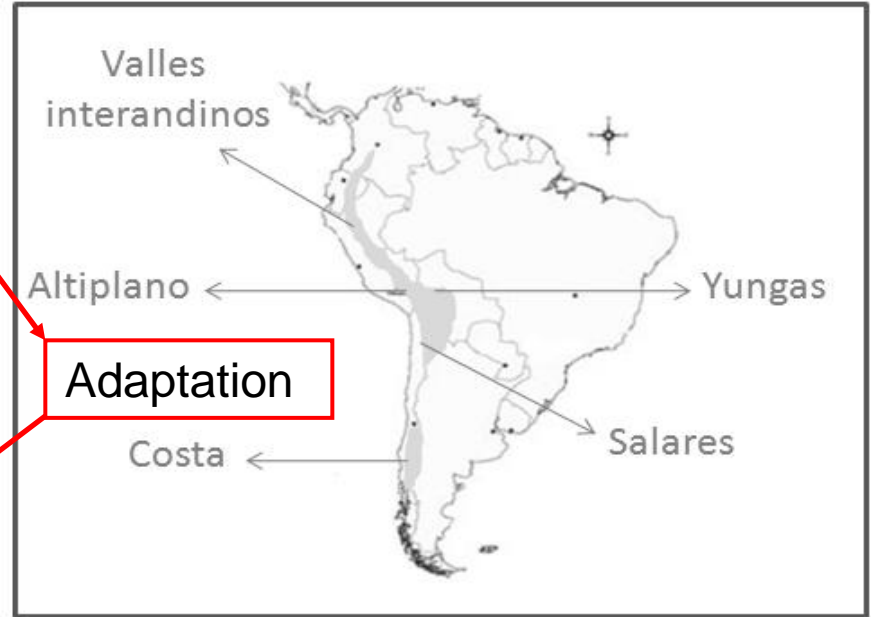 Valles
interandinos
Altiplano
Yungas
Adaptation
Costa
Salares